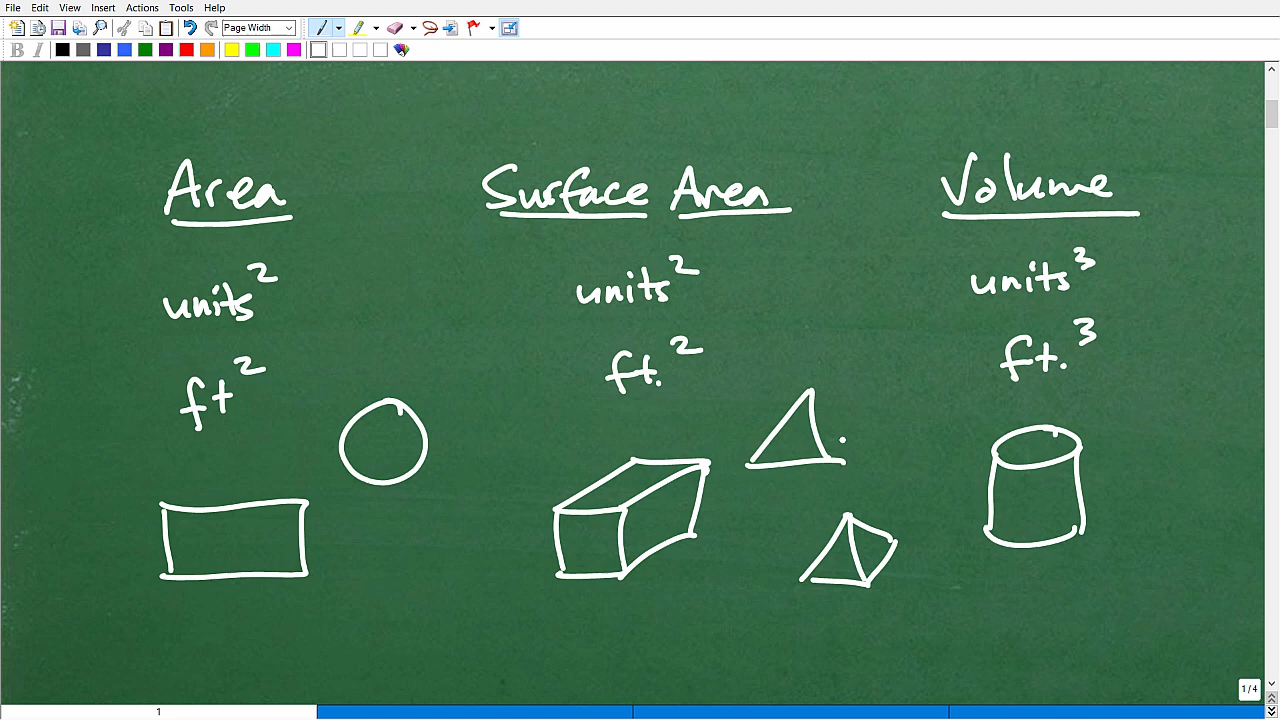 File Edit View Insert Actions Tools Help
Page Width
B I
Area Surface Area Volume
units² units² units³
ft² ft.² ft.³
1/4
1